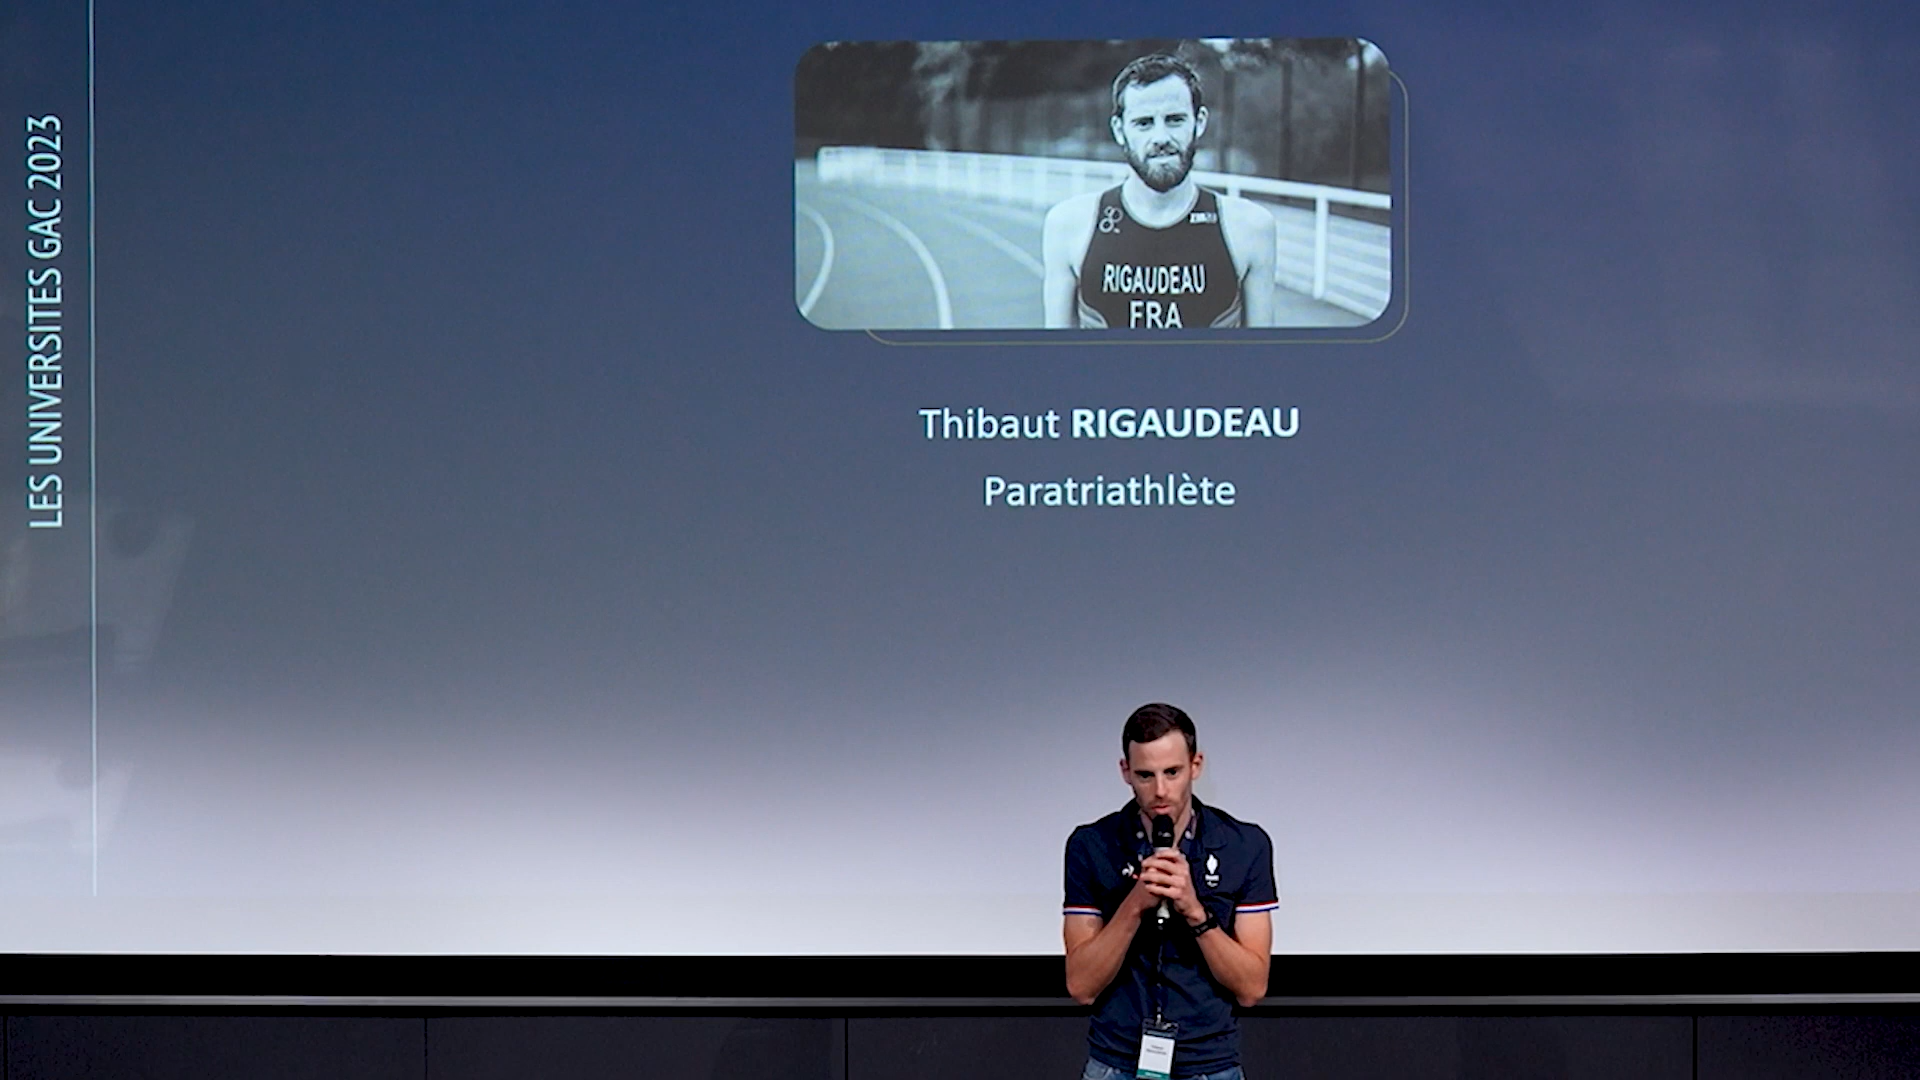 LES UNIVERSITES GAC 2023
RIGAUDEAU
FRA
Thibaut RIGAUDEAU
Paratriathlète